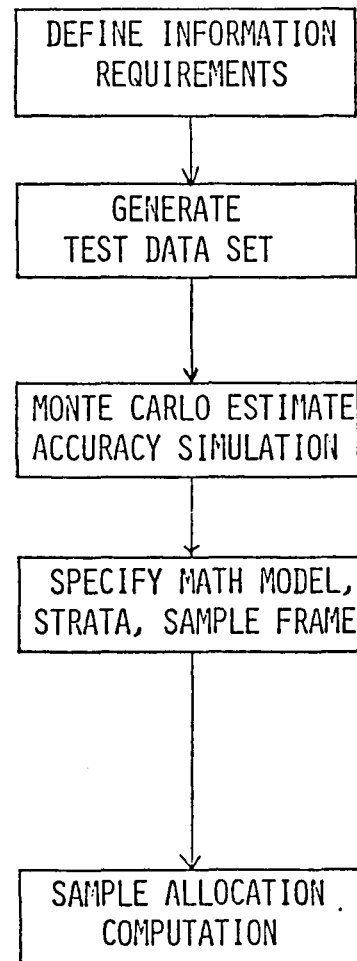 DEFINE INFORMATION
REQUIREMENTS
GENERATE
TEST DATA SET
MONTE CARLO ESTIMATE
ACCURACY SIMULATION
SPECIFY MATH MODEL,
STRATA, SAMPLE FRAME
SAMPLE ALLOCATION
COMPUTATION